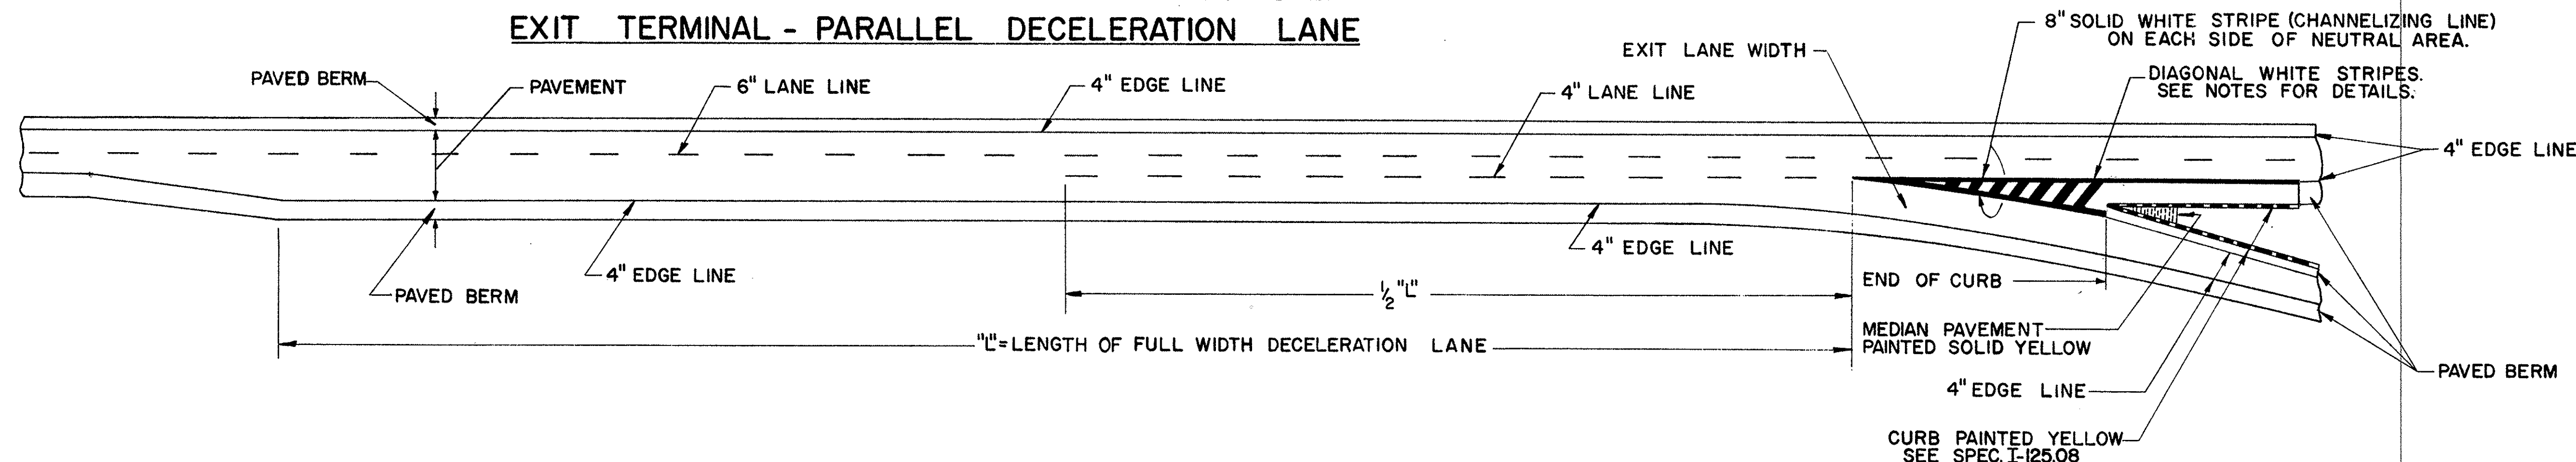 EXIT TERMINAL - PARALLEL DECELERATION LANE
8" SOLID WHITE STRIPE (CHANNELIZING LINE)
ON EACH SIDE OF NEUTRAL AREA.
EXIT LANE WIDTH
PAVED BERM
PAVEMENT
6" LANE LINE
4" EDGE LINE
4" LANE LINE
DIAGONAL WHITE STRIPES.
SEE NOTES FOR DETAILS.
4" EDGE LINE
4" EDGE LINE
4" EDGE LINE
PAVED BERM
1/2 "L"
END OF CURB
"L"= LENGTH OF FULL WIDTH DECELERATION LANE
MEDIAN PAVEMENT
PAINTED SOLID YELLOW
PAVED BERM
4" EDGE LINE
CURB PAINTED YELLOW
SEE SPEC. I-125.08